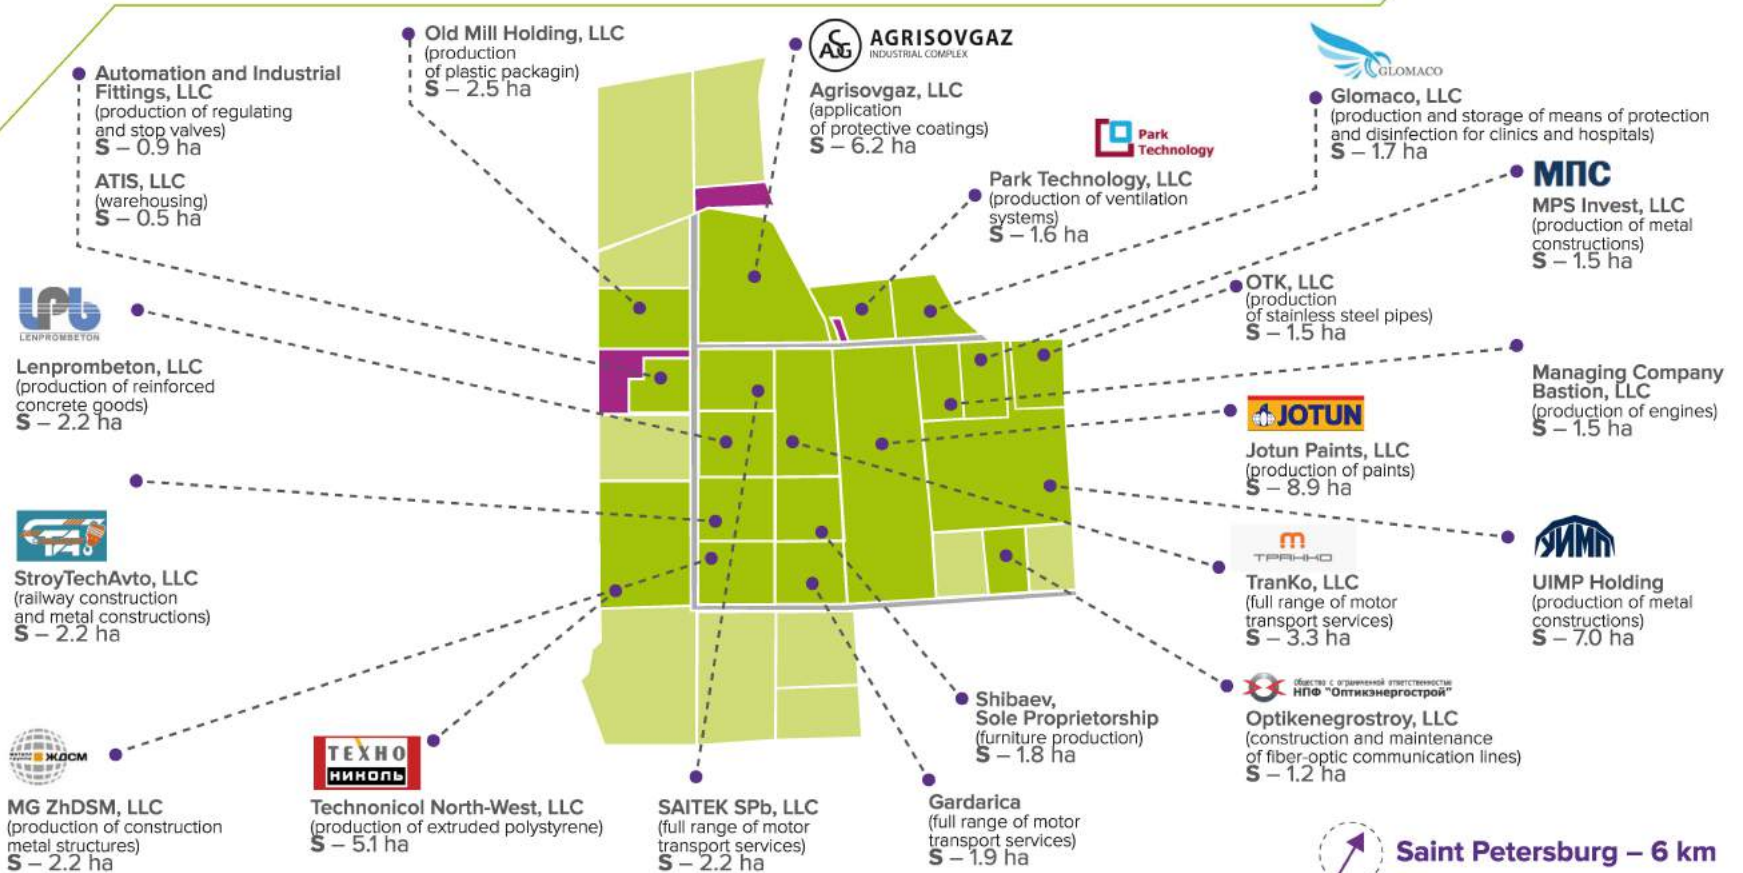 Old Mill Holding, LLC
(production
of plastic packagin)
S – 2.5 ha
Automation and Industrial
Fittings, LLC
(production of regulating
and stop valves)
S – 0.9 ha
ATIS, LLC
(warehousing)
S – 0.5 ha
ASG
AGRISOVGAZ
INDUSTRIAL COMPLEX
Agrisovgaz, LLC
(application
of protective coatings)
S – 6.2 ha
Park
Technology
Park Technology, LLC
(production of ventilation
systems)
S – 1.6 ha
GLOMACO
Glomaco, LLC
(production and storage of means of protection
and disinfection for clinics and hospitals)
S – 1.7 ha
МПС
MPS Invest, LLC
(production of metal
constructions)
S – 1.5 ha
OTK, LLC
(production
of stainless steel pipes)
S – 1.5 ha
Managing Company
Bastion, LLC
(production of engines)
S – 1.5 ha
LENPROMBETON
Lenprombeton, LLC
(production of reinforced
concrete goods)
S – 2.2 ha
JOTUN
Jotun Paints, LLC
(production of paints)
S – 8.9 ha
СТА
StroyTechAvto, LLC
(railway construction
and metal constructions)
S – 2.2 ha
ТРАНКО
TranKo, LLC
(full range of motor
transport services)
S – 3.3 ha
УИМП
UIMP Holding
(production of metal
constructions)
S – 7.0 ha
Общество с ограниченной ответственностью
НПФ "Оптикэнергострой"
Optikenegrostroy, LLC
(construction and maintenance
of fiber-optic communication lines)
S – 1.2 ha
Shibaev,
Sole Proprietorship
(furniture production)
S – 1.8 ha
ЖДСМ
MG ZhDSM, LLC
(production of construction
metal structures)
S – 2.2 ha
ТЕХНО
НИКОЛЬ
Technonicol North-West, LLC
(production of extruded polystyrene)
S – 5.1 ha
SAITEK SPb, LLC
(full range of motor
transport services)
S – 2.2 ha
Gardarica
(full range of motor
transport services)
S – 1.9 ha
Saint Petersburg – 6 km